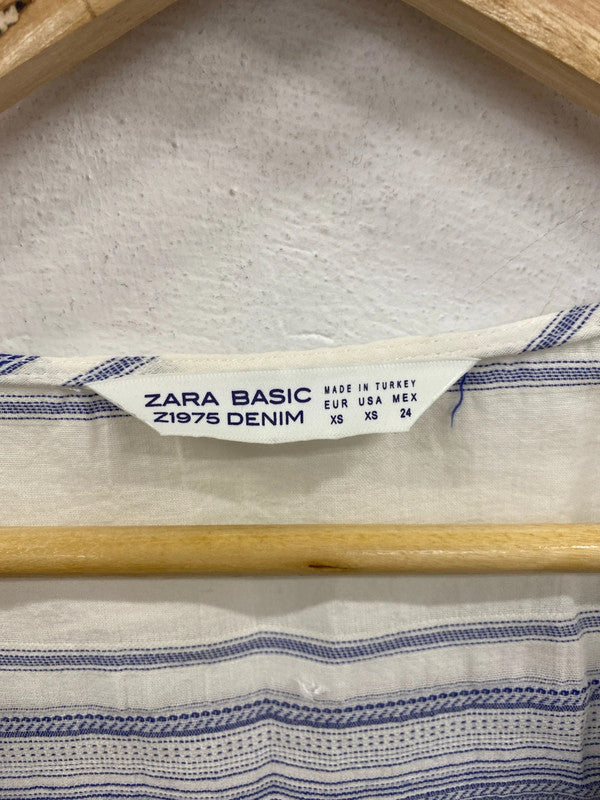 ZARA BASIC
Z1975 DENIM
MADE IN TURKEY
EUR USA MEX
XS XS 24